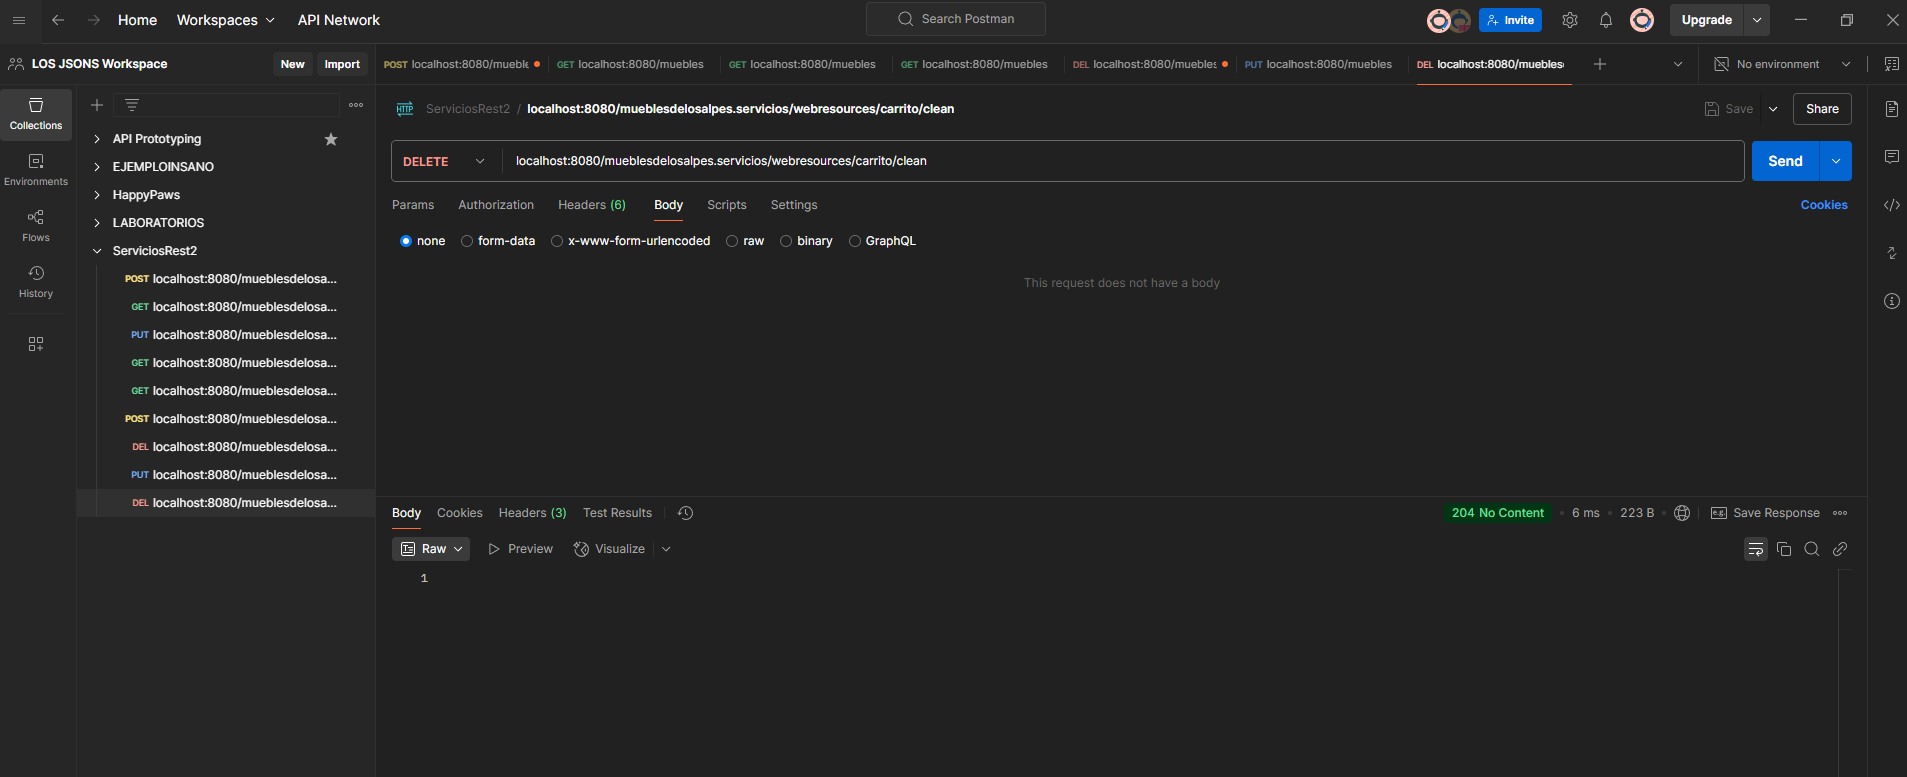 Home Workspaces API Network Search Postman Invite Upgrade
LOS JSONS Workspace New Import
POST localhost:8080/mueble GET localhost:8080/muebles GET localhost:8080/muebles GET localhost:8080/muebles DEL localhost:8080/muebles PUT localhost:8080/muebles DEL localhost:8080/muebles No environment
Collections
Environments
Flows
History
API Prototyping
EJEMPLOINSANO
HappyPaws
LABORATORIOS
ServiciosRest2
POST localhost:8080/mueblesdelosa...
GET localhost:8080/mueblesdelosa...
PUT localhost:8080/mueblesdelosa...
GET localhost:8080/mueblesdelosa...
GET localhost:8080/mueblesdelosa...
POST localhost:8080/mueblesdelosa...
DEL localhost:8080/mueblesdelosa...
PUT localhost:8080/mueblesdelosa...
DEL localhost:8080/mueblesdelosa...
HTTP ServiciosRest2 / localhost:8080/mueblesdelosalpes.servicios/webresources/carrito/clean Save Share
DELETE localhost:8080/mueblesdelosalpes.servicios/webresources/carrito/clean Send
Params Authorization Headers (6) Body Scripts Settings Cookies
none form-data x-www-form-urlencoded raw binary GraphQL
This request does not have a body
Body Cookies Headers (3) Test Results 204 No Content • 6 ms • 223 B • e.g. Save Response
Raw Preview Visualize
1